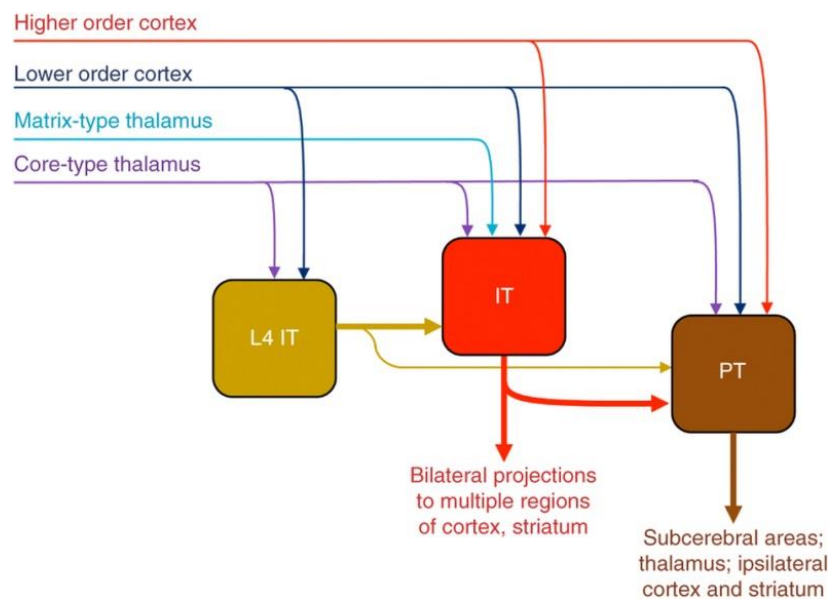 Higher order cortex
Lower order cortex
Matrix-type thalamus
Core-type thalamus
L4 IT
IT
PT
Bilateral projections
to multiple regions
of cortex, striatum
Subcerebral areas;
thalamus; ipsilateral
cortex and striatum